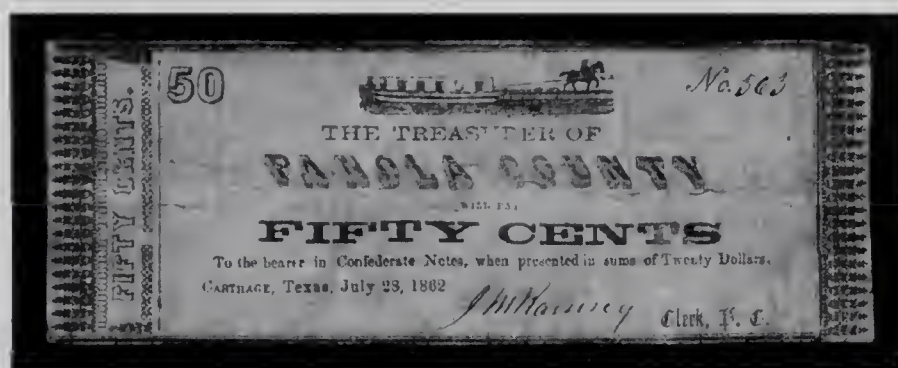 FIFTY CENTS.
50
No. 563
THE TREASURER OF
PANOLA COUNTY
WILL PAY
FIFTY CENTS
To the bearer in Confederate Notes, when presented in sums of Twenty Dollars.
CARTHAGE, Texas, July 28, 1862
Clerk, P. C.